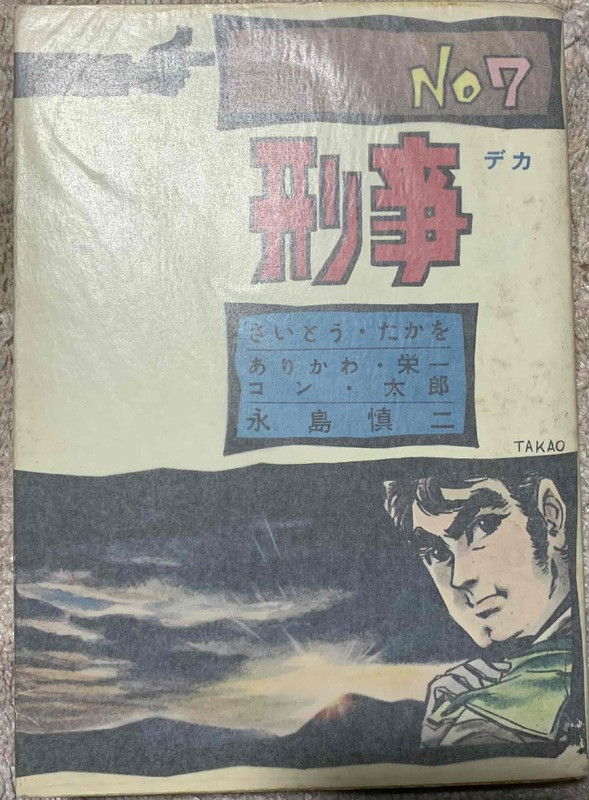 No7
刑事
デカ
さいとう・たかを
ありかわ・栄一
コン・太郎
永島慎二
TAKAO